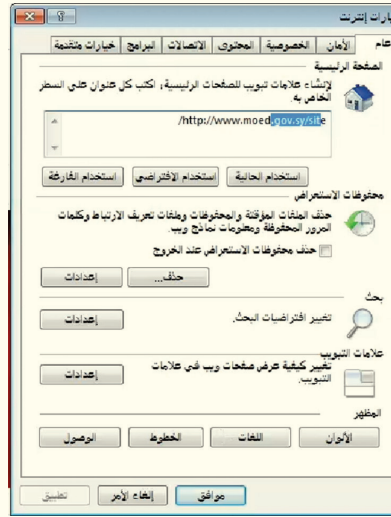 يارات إنترنت
عام الأمان الخصوصية المحتوى الاتصالات البرامج خيارات متقدمة
الصفحة الرئيسية
لإنشاء علامات تبويب للصفحات الرئيسية، اكتب كل عنوان على السطر
الخاص به.
http://www.moed.gov.sy/site/
استخدام الحالية استخدام الافتراضي استخدام الفارغة
محفوظات الاستعراض
حذف الملفات المؤقتة والمحفوظات وملفات تعريف الارتباط وكلمات
المرور المحفوظة ومعلومات نماذج ويب.
حذف محفوظات الاستعراض عند الخروج
حذف... إعدادات
بحث
تغيير افتراضيات البحث. إعدادات
علامات التبويب
تغيير كيفية عرض صفحات ويب في علامات
التبويب. إعدادات
المظهر
الألوان اللغات الخطوط الوصول
موافق إلغاء الأمر تطبيق